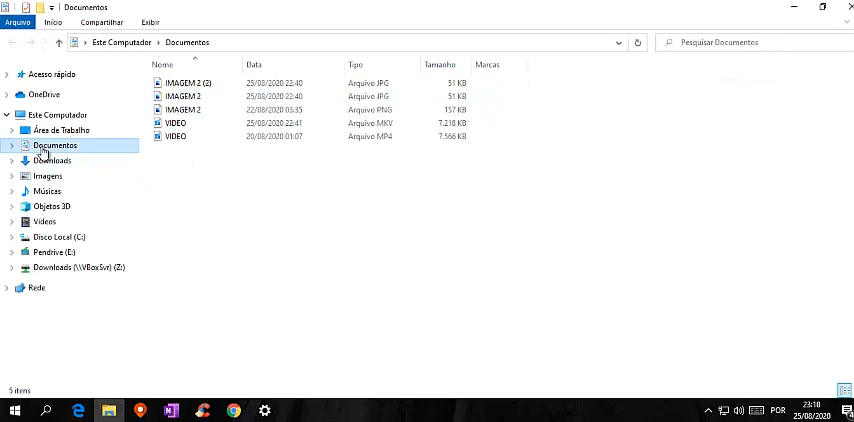 Documentos
Arquivo Início Compartilhar Exibir
Este Computador Documentos Pesquisar Documentos
Nome Data Tipo Tamanho Marcas
IMAGEM 2 (2) 25/08/2020 22:40 Arquivo JPG 51 KB
IMAGEM 2 25/08/2020 22:40 Arquivo JPG 51 KB
IMAGEM 2 22/08/2020 03:35 Arquivo PNG 157 KB
VIDEO 25/08/2020 22:41 Arquivo MKV 7.218 KB
VIDEO 20/08/2020 01:07 Arquivo MP4 7.566 KB
Acesso rápido
OneDrive
Este Computador
Área de Trabalho
Documentos
Downloads
Imagens
Músicas
Objetos 3D
Vídeos
Disco Local (C:)
Pendrive (E:)
Downloads (\\VBoxSvr) (Z:)
Rede
5 itens
POR
23:10
25/08/2020
4